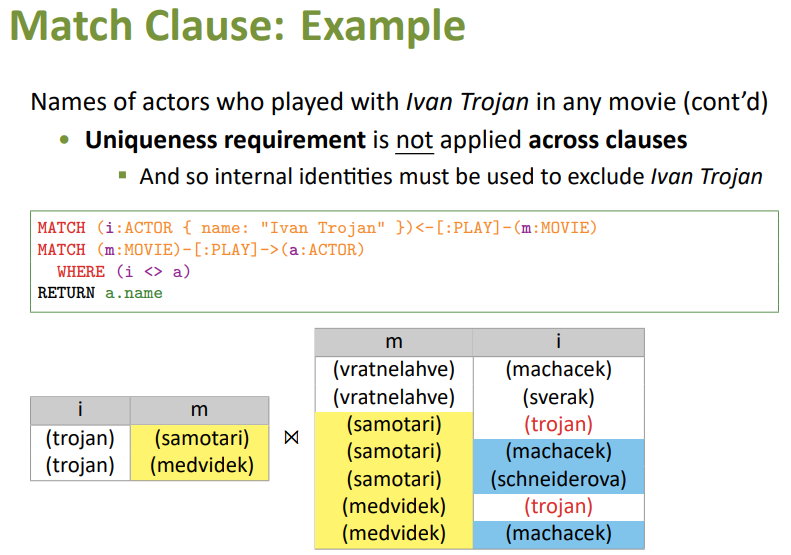 Match Clause: Example
Names of actors who played with Ivan Trojan in any movie (cont’d)
• Uniqueness requirement is not applied across clauses
▪ And so internal identities must be used to exclude Ivan Trojan
MATCH (i:ACTOR { name: "Ivan Trojan" })<-[:PLAY]-(m:MOVIE)
MATCH (m:MOVIE)-[:PLAY]->(a:ACTOR)
WHERE (i <> a)
RETURN a.name
i m
(trojan) (samotari)
(trojan) (medvidek)
⋈
m i
(vratnelahve) (machacek)
(vratnelahve) (sverak)
(samotari) (trojan)
(samotari) (machacek)
(samotari) (schneiderova)
(medvidek) (trojan)
(medvidek) (machacek)